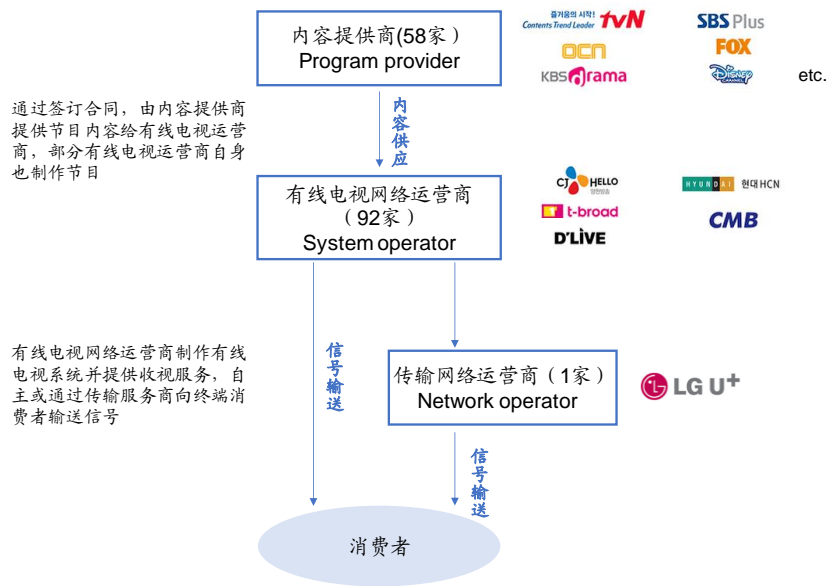 内容提供商(58家）
Program provider
즐거움의 시작!
Contents Trend Leader tvN
SBS Plus
OCN
FOX
KBS drama
Disney CHANNEL
etc.
通过签订合同，由内容提供商
提供节目内容给有线电视运营
商，部分有线电视运营商自身
也制作节目
内容供应
有线电视网络运营商
（92家）
System operator
CJ HELLO
HYUNDAI 현대HCN
t-broad
CMB
D'LIVE
有线电视网络运营商制作有线
电视系统并提供收视服务，自
主或通过传输服务商向终端消
费者输送信号
信号输送
传输网络运营商（1家）
Network operator
LG U+
信号输送
消费者